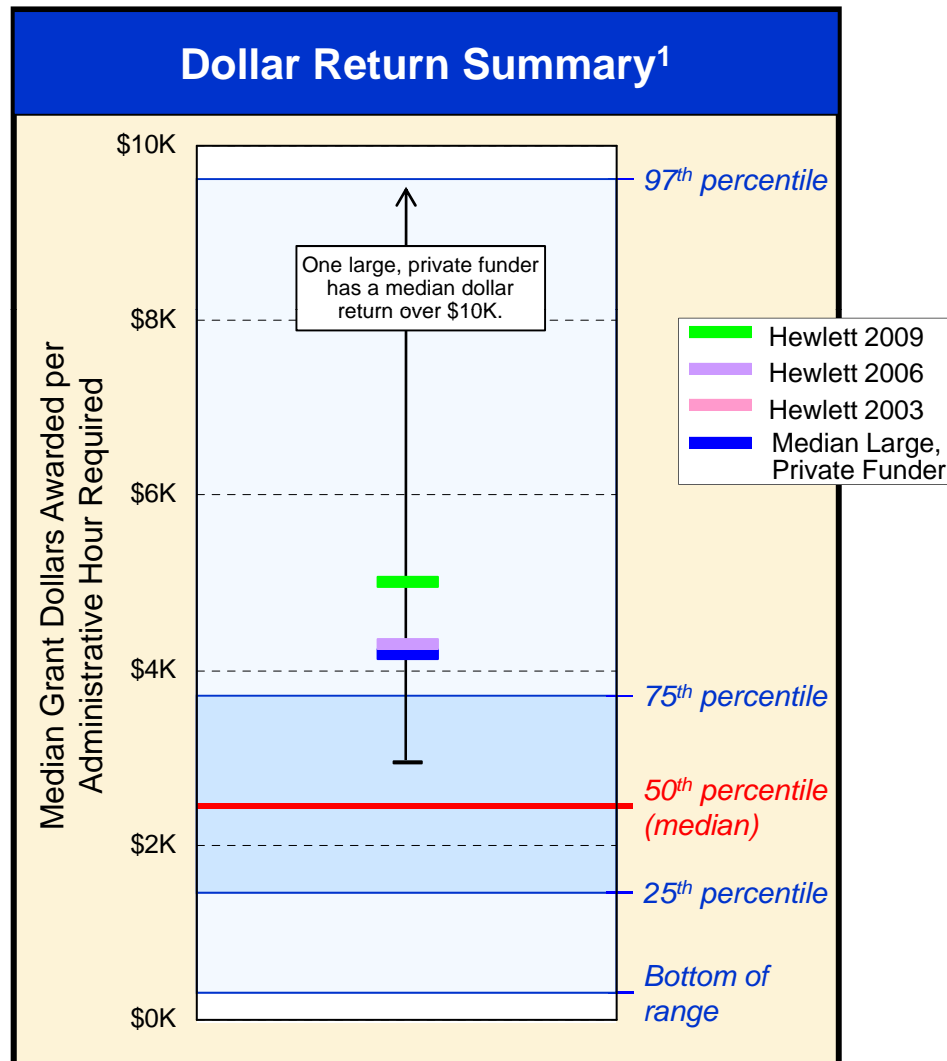 Dollar Return Summary¹
Median Grant Dollars Awarded per
Administrative Hour Required
$10K
$8K
$6K
$4K
$2K
$0K
One large, private funder
has a median dollar
return over $10K.
97th percentile
75th percentile
50th percentile
(median)
25th percentile
Bottom of
range
Hewlett 2009
Hewlett 2006
Hewlett 2003
Median Large,
Private Funder